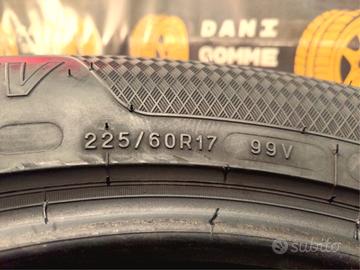 DANI
GOMME
225/60R17 99V
subito